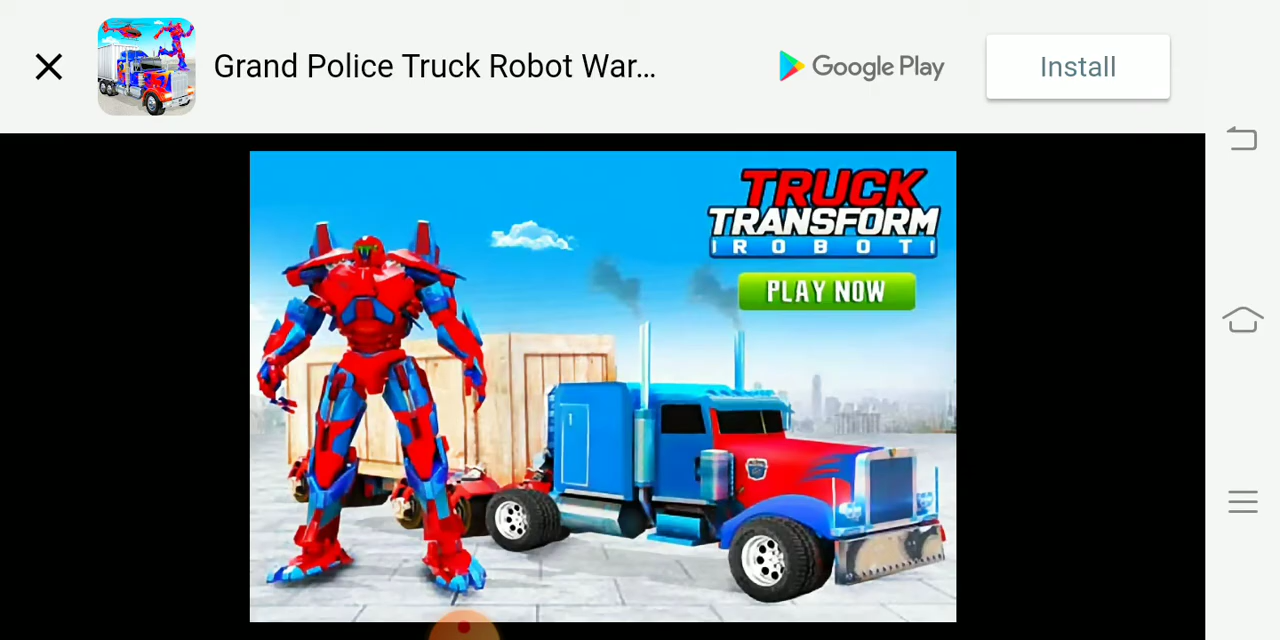 Grand Police Truck Robot War...
Google Play
Install
TRUCK
TRANSFORM
ROBOT
PLAY NOW